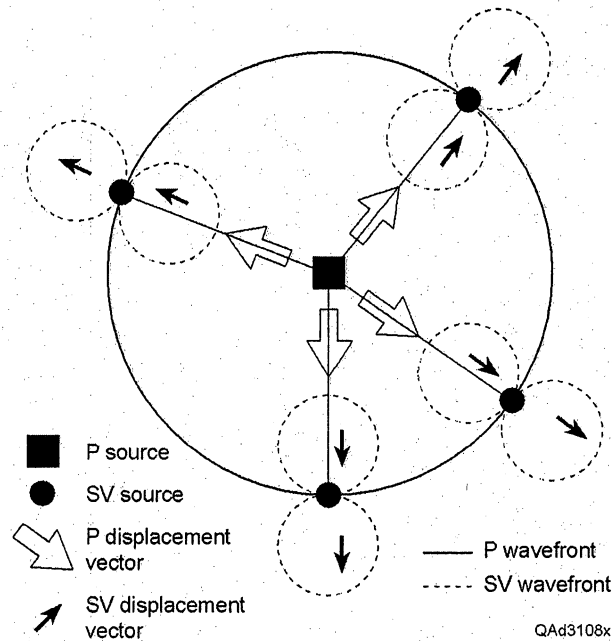 P source
SV source
P displacement
vector
SV displacement
vector
P wavefront
SV wavefront
QAd3108x